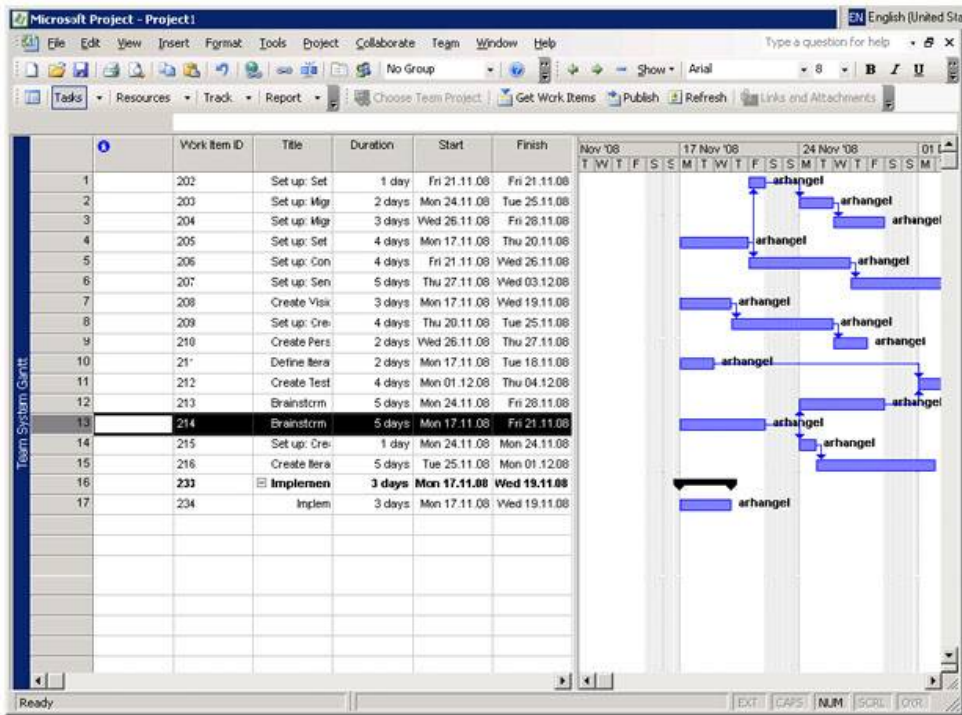 Microsoft Project - Project1
EN English (United Sta
File Edit View Insert Format Tools Project Collaborate Team Window Help Type a question for help
No Group Show Arial 8 B I U
Tasks Resources Track Report Choose Team Project Get Work Items Publish Refresh Links and Attachments
Work Item ID Title Duration Start Finish Nov '08 17 Nov '08 24 Nov '08 01
T W T F S S M T W T F S S M T W T F S S M
1 202 Set up: Set 1 day Fri 21.11.08 Fri 21.11.08 arhangel
2 203 Set up: Migr 2 days Mon 24.11.08 Tue 25.11.08 arhangel
3 204 Set up: Migr 3 days Wed 26.11.08 Fri 28.11.08 arhangel
4 205 Set up: Set 4 days Mon 17.11.08 Thu 20.11.08 arhangel
5 206 Set up: Con 4 days Fri 21.11.08 Wed 26.11.08 arhangel
6 207 Set up: Sen 5 days Thu 27.11.08 Wed 03.12.08
7 208 Create Visi 3 days Mon 17.11.08 Wed 19.11.08 arhangel
8 209 Set up: Cre 4 days Thu 20.11.08 Tue 25.11.08 arhangel
9 210 Create Pers 2 days Wed 26.11.08 Thu 27.11.08 arhangel
10 211 Define Itera 2 days Mon 17.11.08 Tue 18.11.08 arhangel
11 212 Create Test 4 days Mon 01.12.08 Thu 04.12.08
12 213 Brainstorm 5 days Mon 24.11.08 Fri 28.11.08 arhangel
13 214 Brainstorm 5 days Mon 17.11.08 Fri 21.11.08 arhangel
14 215 Set up: Cre 1 day Mon 24.11.08 Mon 24.11.08 arhangel
15 216 Create Itera 5 days Tue 25.11.08 Mon 01.12.08
16 233 Implemen 3 days Mon 17.11.08 Wed 19.11.08
17 234 Implem 3 days Mon 17.11.08 Wed 19.11.08 arhangel
Team System Gantt
Ready EXT CAPS NUM SCRL OVR